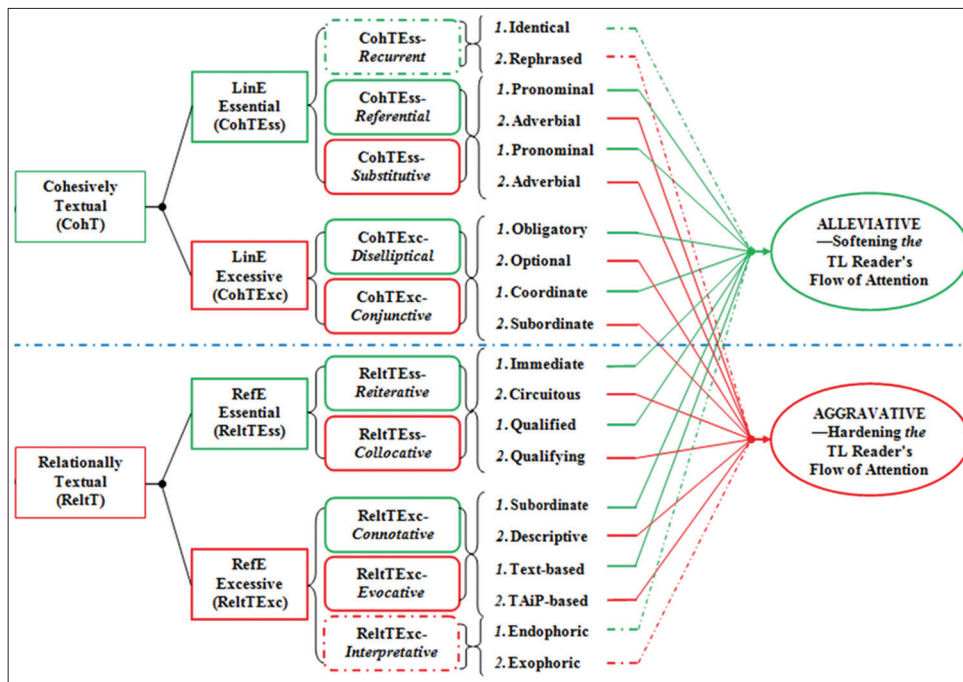 Cohesively
Textual
(CohT)
LinE
Essential
(CohTEss)
LinE
Excessive
(CohTExc)
CohTEss-
Recurrent
CohTEss-
Referential
CohTEss-
Substitutive
CohTExc-
Diselliptical
CohTExc-
Conjunctive
1. Identical
2. Rephrased
1. Pronominal
2. Adverbial
1. Pronominal
2. Adverbial
1. Obligatory
2. Optional
1. Coordinate
2. Subordinate
ALLEVIATIVE
—Softening the
TL Reader's
Flow of Attention
Relationally
Textual
(ReltT)
RefE
Essential
(ReltTEss)
RefE
Excessive
(ReltTExc)
ReltTEss-
Reiterative
ReltTEss-
Collocative
ReltTExc-
Connotative
ReltTExc-
Evocative
ReltTExc-
Interpretative
1. Immediate
2. Circuitous
1. Qualified
2. Qualifying
1. Subordinate
2. Descriptive
1. Text-based
2. TAiP-based
1. Endophoric
2. Exophoric
AGGRAVATIVE
—Hardening the
TL Reader's
Flow of Attention